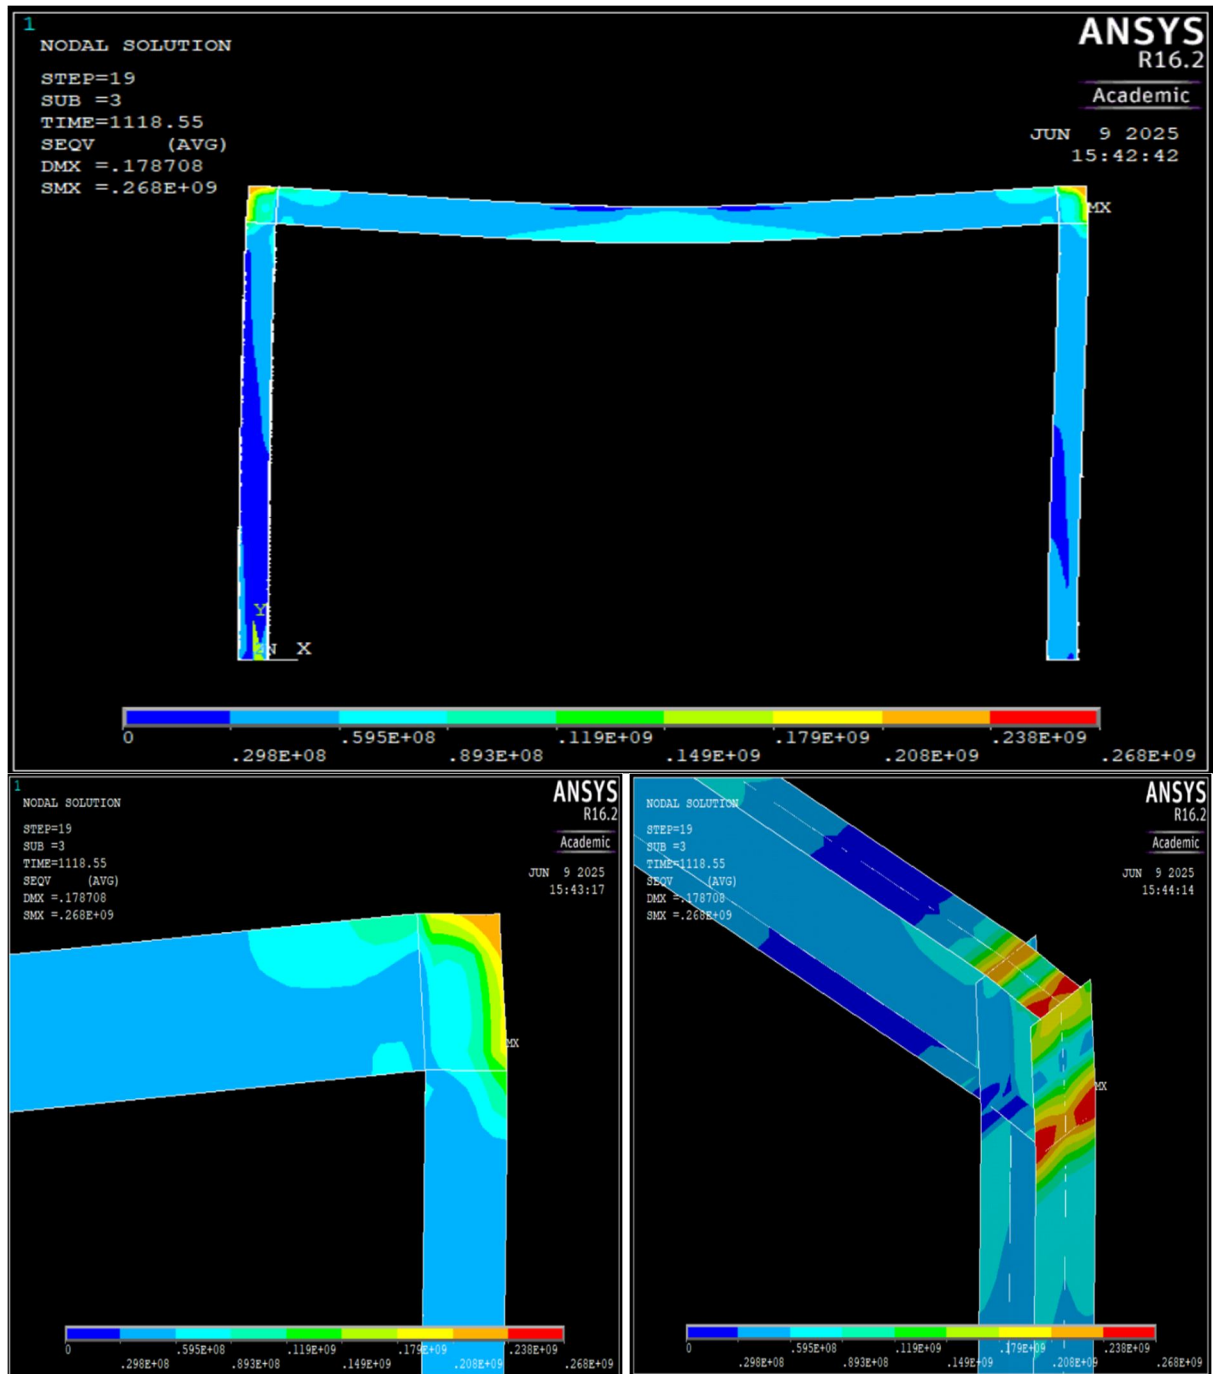 1
NODAL SOLUTION
STEP=19
SUB =3
TIME=1118.55
SEQV (AVG)
DMX =.178708
SMX =.268E+09
ANSYS
R16.2
Academic
JUN 9 2025
15:42:42
MX
Y
X
0 .595E+08 .119E+09 .179E+09 .238E+09
.298E+08 .893E+08 .149E+09 .208E+09 .268E+09
1
NODAL SOLUTION
STEP=19
SUB =3
TIME=1118.55
SEQV (AVG)
DMX =.178708
SMX =.268E+09
ANSYS
R16.2
Academic
JUN 9 2025
15:43:17
MX
0 .595E+08 .119E+09 .179E+09 .238E+09
.298E+08 .893E+08 .149E+09 .208E+09 .268E+09
NODAL SOLUTION
STEP=19
SUB =3
TIME=1118.55
SEQV (AVG)
DMX =.178708
SMX =.268E+09
ANSYS
R16.2
Academic
JUN 9 2025
15:44:14
MX
0 .595E+08 .119E+09 .179E+09 .238E+09
.298E+08 .893E+08 .149E+09 .208E+09 .268E+09